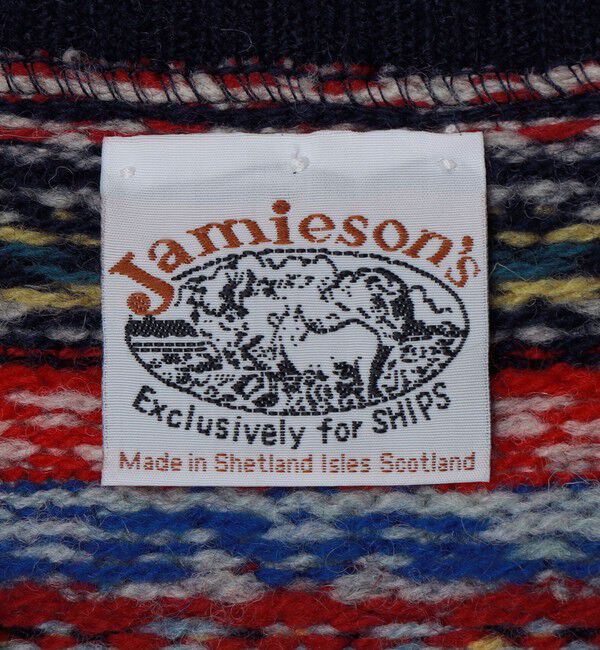 Jamieson's
Exclusively for SHIPS
Made in Shetland Isles Scotland